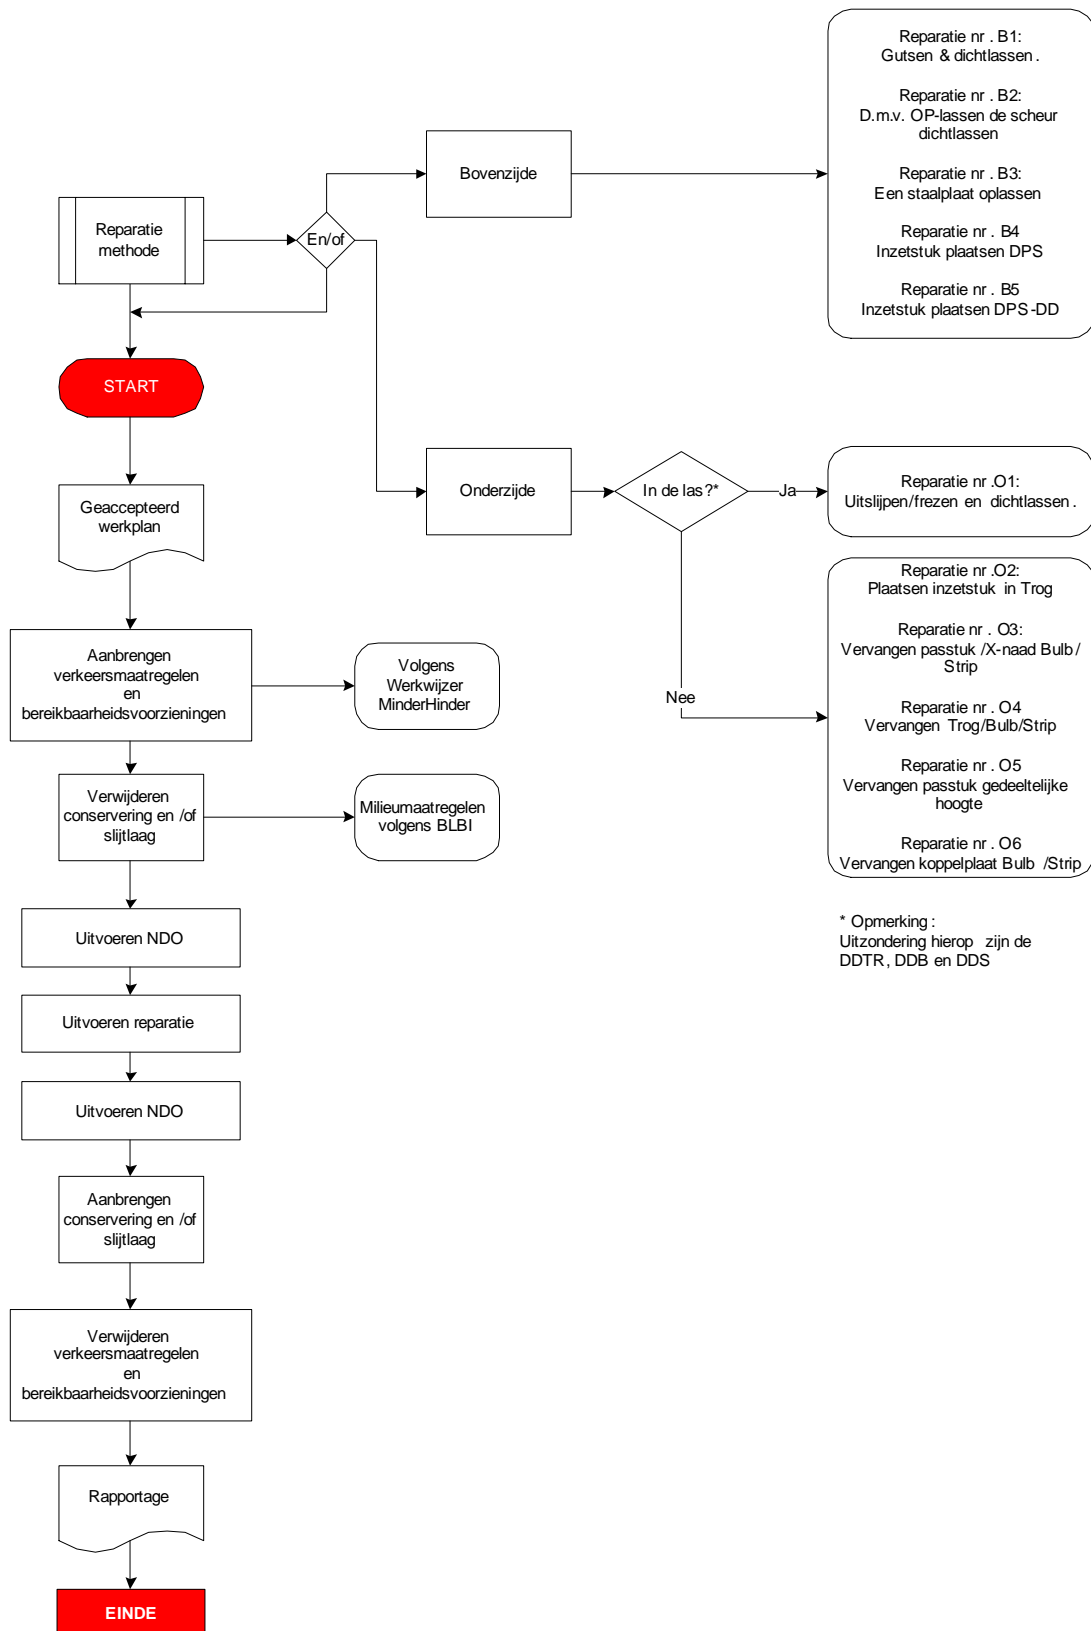 Reparatie nr. B1:
Gutsen & dichtlassen.
Reparatie nr. B2:
D.m.v. OP-lassen de scheur
dichtlassen
Reparatie nr. B3:
Een staalplaat oplassen
Reparatie nr. B4
Inzetstuk plaatsen DPS
Reparatie nr. B5
Inzetstuk plaatsen DPS-DD
Bovenzijde
Reparatie
methode
En/of
START
Geaccepteerd
werkplan
Onderzijde
In de las?*
Ja
Reparatie nr.O1:
Uitslijpen/frezen en dichtlassen.
Nee
Reparatie nr.O2:
Plaatsen inzetstuk in Trog
Reparatie nr. O3:
Vervangen passtuk/X-naad Bulb/
Strip
Reparatie nr. O4
Vervangen Trog/Bulb/Strip
Reparatie nr. O5
Vervangen passtuk gedeeltelijke
hoogte
Reparatie nr. O6
Vervangen koppelplaat Bulb /Strip
* Opmerking:
Uitzondering hierop zijn de
DDTR, DDB en DDS
Aanbrengen
verkeersmaatregelen
en
bereikbaarheidsvoorzieningen
Volgens
Werkwijzer
MinderHinder
Verwijderen
conservering en /of
slijtlaag
Milieumaatregelen
volgens BLBI
Uitvoeren NDO
Uitvoeren reparatie
Uitvoeren NDO
Aanbrengen
conservering en /of
slijtlaag
Verwijderen
verkeersmaatregelen
en
bereikbaarheidsvoorzieningen
Rapportage
EINDE